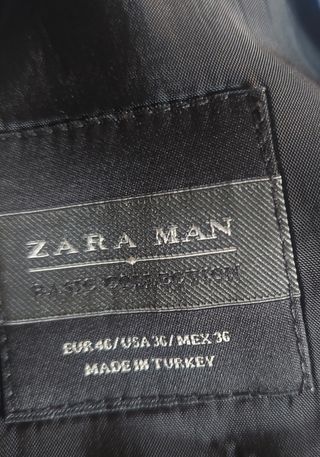 ZARA MAN
BASIC COLLECTION
EUR 46/USA 36/MEX 36
MADE IN TURKEY